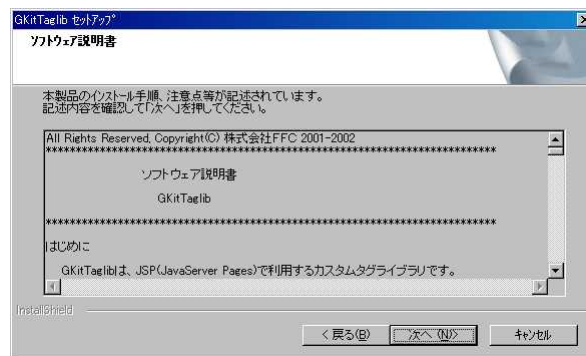 GKitTaglib セットアップ
ソフトウェア説明書
本製品のインストール手順、注意点等が記述されています。
記述内容を確認して「次へ」を押してください。
All Rights Reserved, Copyright(C) 株式会社FFC 2001-2002
******************************************************************************
ソフトウェア説明書
GKitTaglib
******************************************************************************
はじめに
GKitTaglibは、JSP(JavaServer Pages)で利用するカスタムタグライブラリです。
InstallShield
< 戻る(B)
次へ (N)>
キャンセル